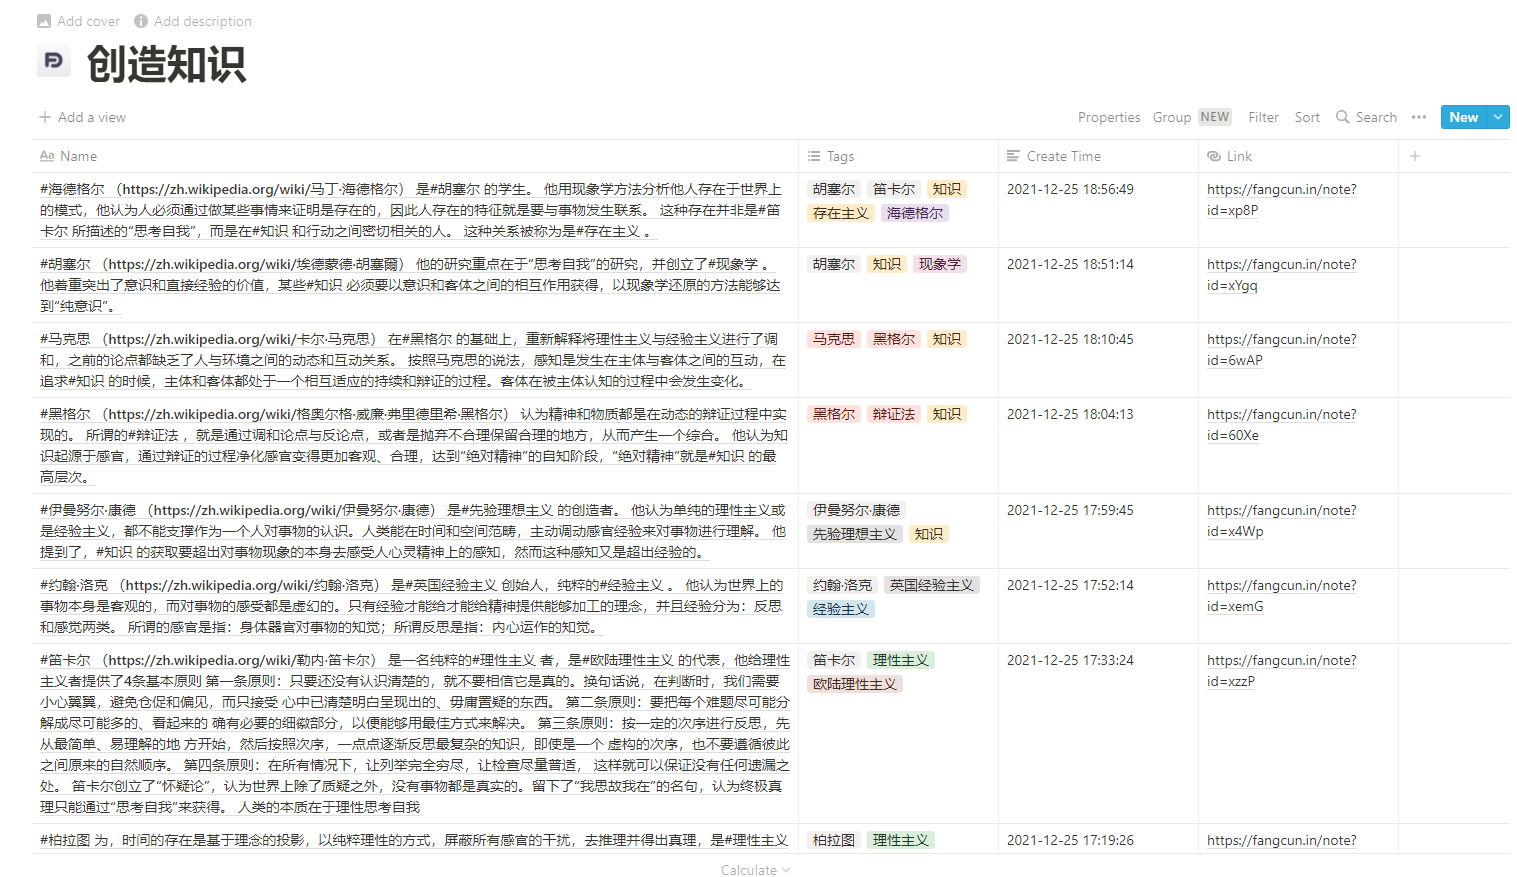 Add cover Add description
创造知识
Add a view Properties Group NEW Filter Sort Search New
Aa Name Tags Create Time Link
#海德格尔 （https://zh.wikipedia.org/wiki/马丁·海德格尔） 是#胡塞尔 的学生。 他用现象学方法分析他人存在于世界上
的模式，他认为人必须通过做某些事情来证明是存在的，因此人存在的特征就是要与事物发生联系。 这种存在并非是#笛
卡尔 所描述的“思考自我”，而是在#知识 和行动之间密切相关的人。 这种关系被称为是#存在主义 。
胡塞尔 笛卡尔 知识
存在主义 海德格尔
2021-12-25 18:56:49
https://fangcun.in/note?
id=xp8P
#胡塞尔 （https://zh.wikipedia.org/wiki/埃德蒙德·胡塞爾） 他的研究重点在于“思考自我”的研究，并创立了#现象学 。
他着重突出了意识和直接经验的价值，某些#知识 必须要以意识和客体之间的相互作用获得，以现象学还原的方法能够达
到“纯意识”。
胡塞尔 知识 现象学
2021-12-25 18:51:14
https://fangcun.in/note?
id=xYgq
#马克思 （https://zh.wikipedia.org/wiki/卡尔·马克思） 在#黑格尔 的基础上，重新解释将理性主义与经验主义进行了调
和，之前的论点都缺乏了人与环境之间的动态和互动关系。 按照马克思的说法，感知是发生在主体与客体之间的互动，在
追求#知识 的时候，主体和客体都处于一个相互适应的持续和辩证的过程。客体在被主体认知的过程中会发生变化。
马克思 黑格尔 知识
2021-12-25 18:10:45
https://fangcun.in/note?
id=6wAP
#黑格尔 （https://zh.wikipedia.org/wiki/格奥尔格·威廉·弗里德里希·黑格尔） 认为精神和物质都是在动态的辩证过程中实
现的。 所谓的#辩证法 ，就是通过调和论点与反论点，或者是抛弃不合理保留合理的地方，从而产生一个综合。 他认为知
识起源于感官，通过辩证的过程净化感官变得更加客观、合理，达到“绝对精神”的自知阶段，“绝对精神”就是#知识 的最
高层次。
黑格尔 辩证法 知识
2021-12-25 18:04:13
https://fangcun.in/note?
id=60Xe
#伊曼努尔·康德 （https://zh.wikipedia.org/wiki/伊曼努尔·康德） 是#先验理想主义 的创造者。 他认为单纯的理性主义或
是经验主义，都不能支撑作为一个人对事物的认识。人类能在时间和空间范畴，主动调动感官经验来对事物进行理解。 他
提到了，#知识 的获取要超出对事物现象的本身去感受人心灵精神上的感知，然而这种感知又是超出经验的。
伊曼努尔·康德
先验理想主义 知识
2021-12-25 17:59:45
https://fangcun.in/note?
id=x4Wp
#约翰·洛克 （https://zh.wikipedia.org/wiki/约翰·洛克） 是#英国经验主义 创始人，纯粹的#经验主义 。 他认为世界上的
事物本身是客观的，而对事物的感受都是虚幻的。只有经验才能给才能给精神提供能够加工的理念，并且经验分为：反思
和感觉两类。 所谓的感官是指：身体器官对事物的知觉；所谓反思是指：内心运作的知觉。
约翰·洛克 英国经验主义
经验主义
2021-12-25 17:52:14
https://fangcun.in/note?
id=xemG
#笛卡尔 （https://zh.wikipedia.org/wiki/勒内·笛卡尔） 是一名纯粹的#理性主义 者，是#欧陆理性主义 的代表，他给理性
主义者提供了4条基本原则 第一条原则：只要还没有认识清楚的，就不要相信它是真的。换句话说，在判断时，我们需要
小心翼翼，避免仓促和偏见，而只接受 心中已清楚明白呈现出的、毋庸置疑的东西。 第二条原则：要把每个难题尽可能分
解成尽可能多的、看起来的 确有必要的细徽部分，以便能够用最佳方式来解决。 第三条原则：按一定的次序进行反思，先
从最简单、易理解的地 方开始，然后按照次序，一点点逐渐反思最复杂的知识，即使是一个 虚构的次序，也不要遵循彼此
之间原来的自然顺序。 第四条原则：在所有情况下，让列举完全穷尽，让检查尽量普适， 这样就可以保证没有任何遗漏之
处。 笛卡尔创立了“怀疑论”，认为世界上除了质疑之外，没有事物都是真实的。留下了“我思故我在”的名句，认为终极真
理只能通过“思考自我”来获得。 人类的本质在于理性思考自我
笛卡尔 理性主义
欧陆理性主义
2021-12-25 17:33:24
https://fangcun.in/note?
id=xzzP
#柏拉图 为，时间的存在是基于理念的投影，以纯粹理性的方式，屏蔽所有感官的干扰，去推理并得出真理，是#理性主义
柏拉图 理性主义
2021-12-25 17:19:26
https://fangcun.in/note?
Calculate